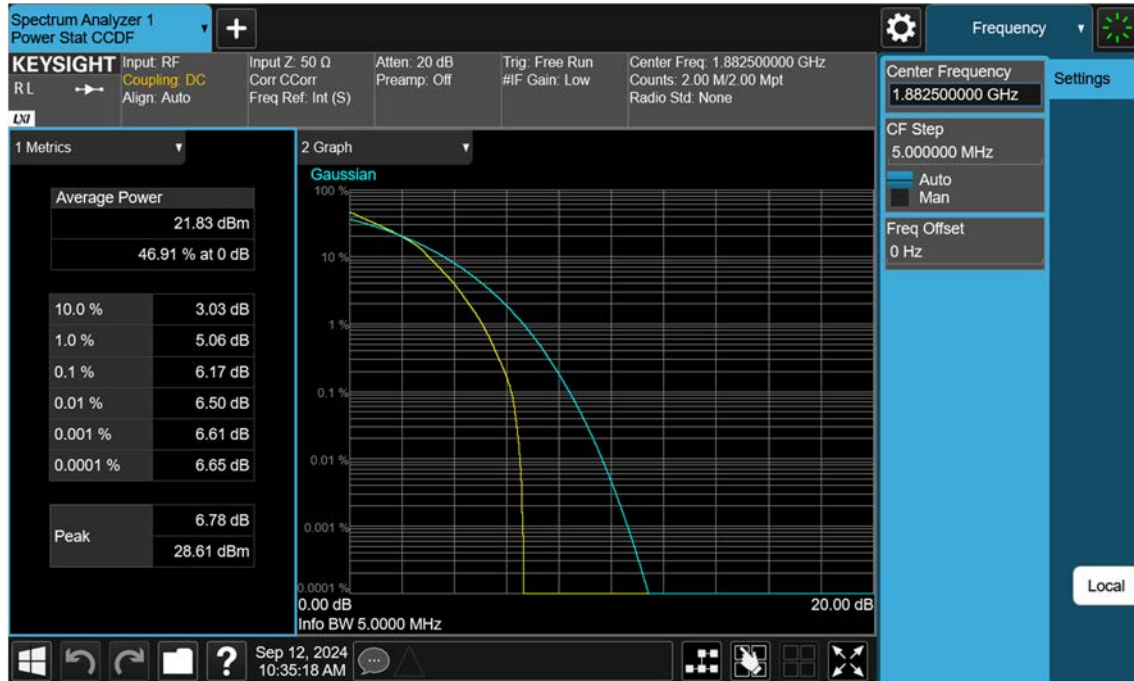 Spectrum Analyzer 1
Power Stat CCDF
Frequency
KEYSIGHT
R L
LXI
Input: RF
Coupling: DC
Align: Auto
Input Z: 50 Ω
Corr CCorr
Freq Ref: Int (S)
Atten: 20 dB
Preamp: Off
Trig: Free Run
#IF Gain: Low
Center Freq: 1.882500000 GHz
Counts: 2.00 M/2.00 Mpt
Radio Std: None
Center Frequency
1.882500000 GHz
Settings
CF Step
5.000000 MHz
Auto
Man
Freq Offset
0 Hz
Local
1 Metrics
Average Power
21.83 dBm
46.91 % at 0 dB
10.0 % 3.03 dB
1.0 % 5.06 dB
0.1 % 6.17 dB
0.01 % 6.50 dB
0.001 % 6.61 dB
0.0001 % 6.65 dB
Peak
6.78 dB
28.61 dBm
2 Graph
Gaussian
100 %
10 %
1 %
0.1 %
0.01 %
0.001 %
0.0001 %
0.00 dB 20.00 dB
Info BW 5.0000 MHz
?
Sep 12, 2024
10:35:18 AM